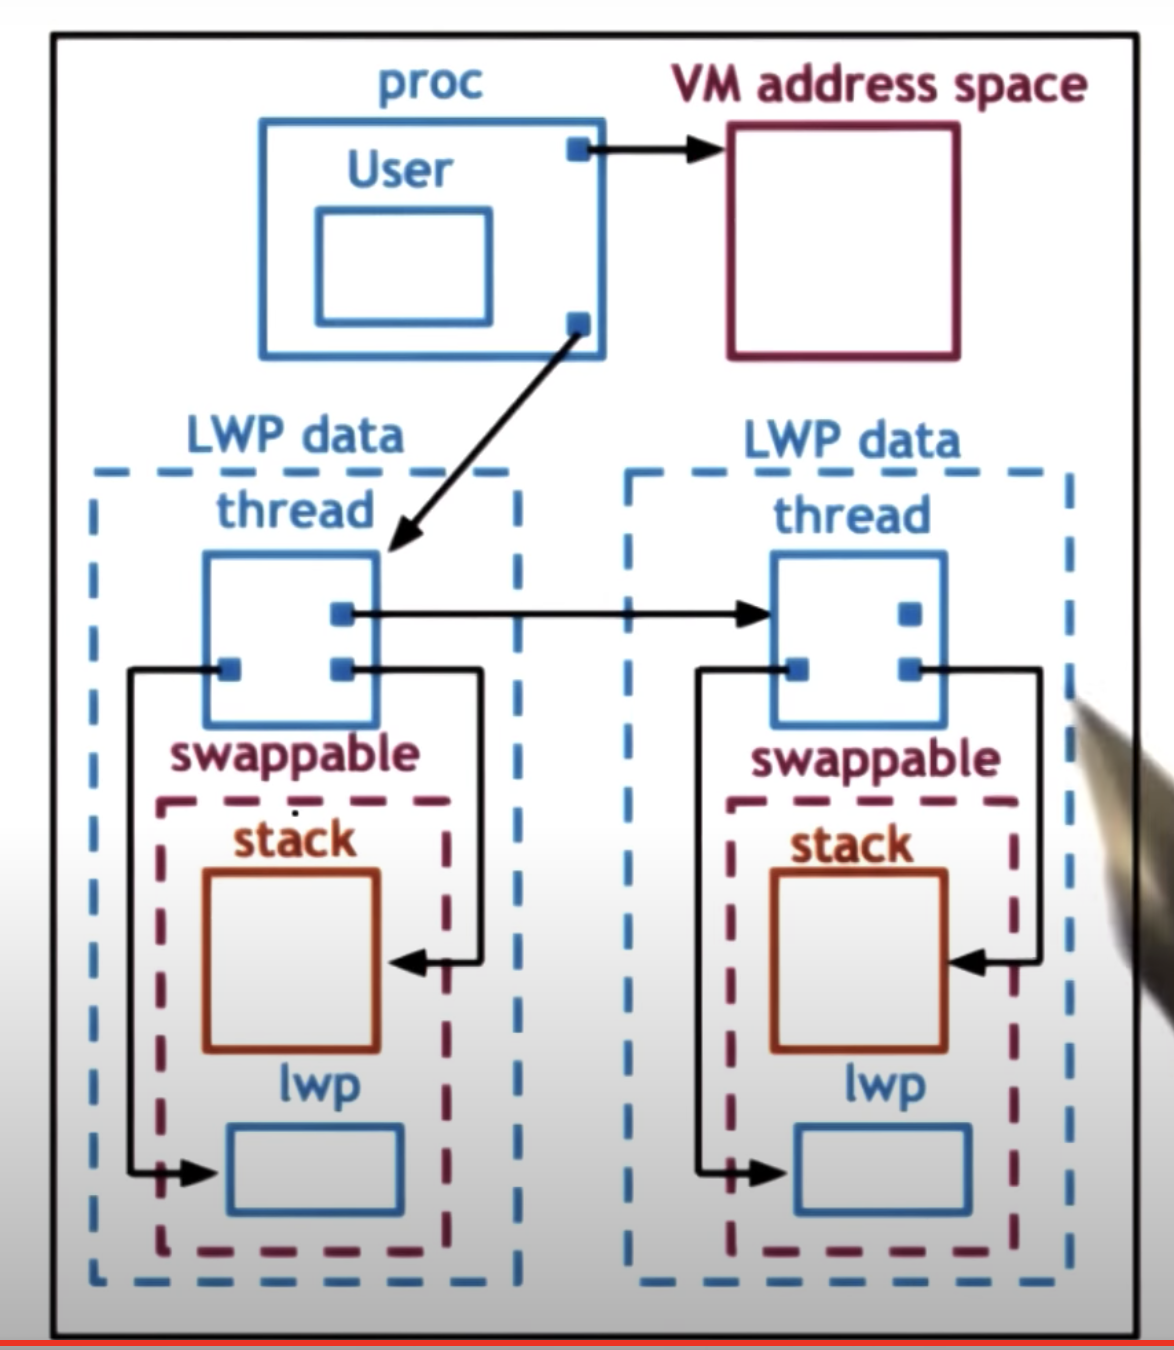 proc
VM address space
User
LWP data
LWP data
thread
thread
swappable
swappable
stack
stack
lwp
lwp